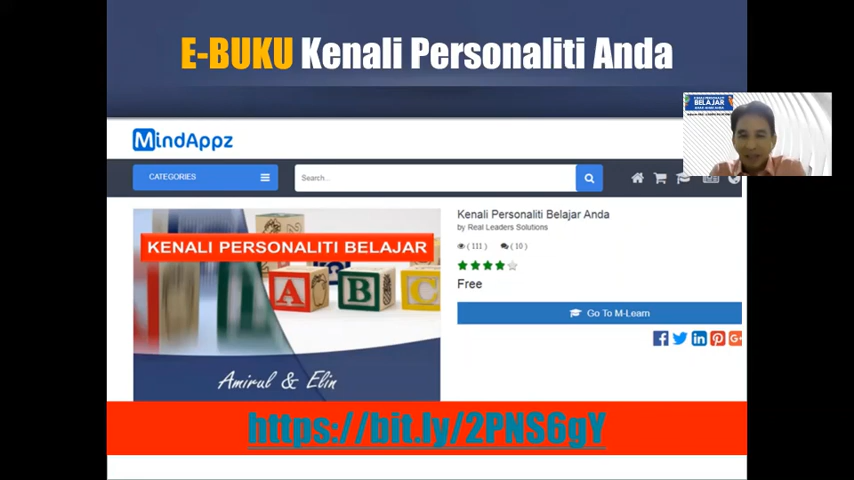 E-BUKU Kenali Personaliti Anda
BELAJAR
MindAppz
CATEGORIES
Search...
Kenali Personaliti Belajar Anda
by Real Leaders Solutions
( 111 ) ( 10 )
Free
Go To M-Learn
KENALI PERSONALITI BELAJAR
A B C
Amirul & Elin
https://bit.ly/2PNS6gY